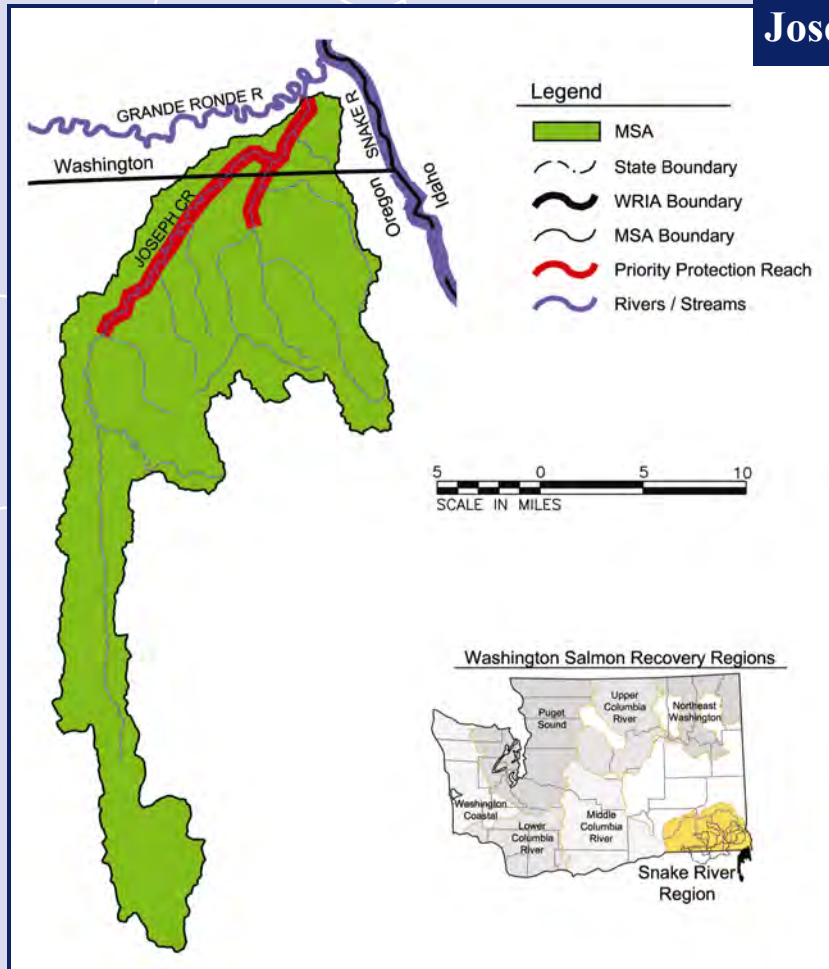 Jose
GRANDE RONDE R
SNAKE R
Washington
Oregon
Idaho
JOSEPH CR
Legend
MSA
State Boundary
WRIA Boundary
MSA Boundary
Priority Protection Reach
Rivers / Streams
5 0 5 10
SCALE IN MILES
Washington Salmon Recovery Regions
Puget
Sound
Upper
Columbia
River
Northeast
Washington
Washington
Coastal
Lower
Columbia
River
Middle
Columbia
River
Snake River
Region